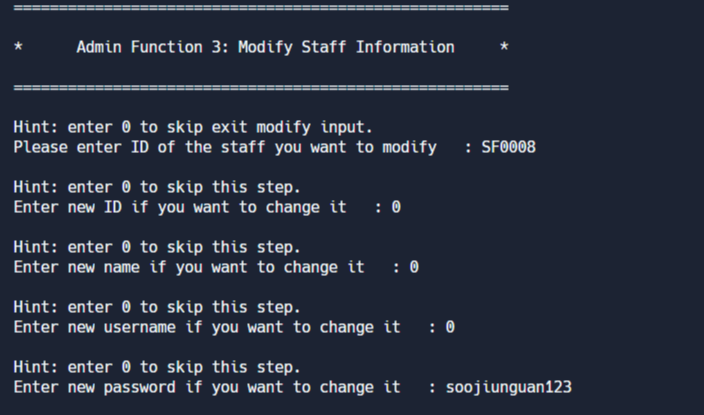 =======================================================
*      Admin Function 3: Modify Staff Information     *
=======================================================
Hint: enter 0 to skip exit modify input.
Please enter ID of the staff you want to modify   : SF0008
Hint: enter 0 to skip this step.
Enter new ID if you want to change it   : 0
Hint: enter 0 to skip this step.
Enter new name if you want to change it   : 0
Hint: enter 0 to skip this step.
Enter new username if you want to change it   : 0
Hint: enter 0 to skip this step.
Enter new password if you want to change it   : soojiunguan123